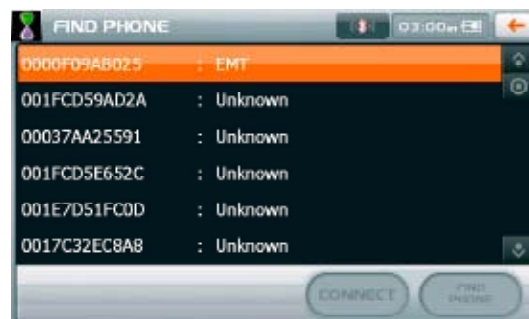 FIND PHONE 03:00
0000F09AB025 : EMT
001FCD59AD2A : Unknown
00037AA25591 : Unknown
001FCD5E652C : Unknown
001E7D51FC0D : Unknown
0017C32EC8A8 : Unknown
CONNECT FIND PHONE